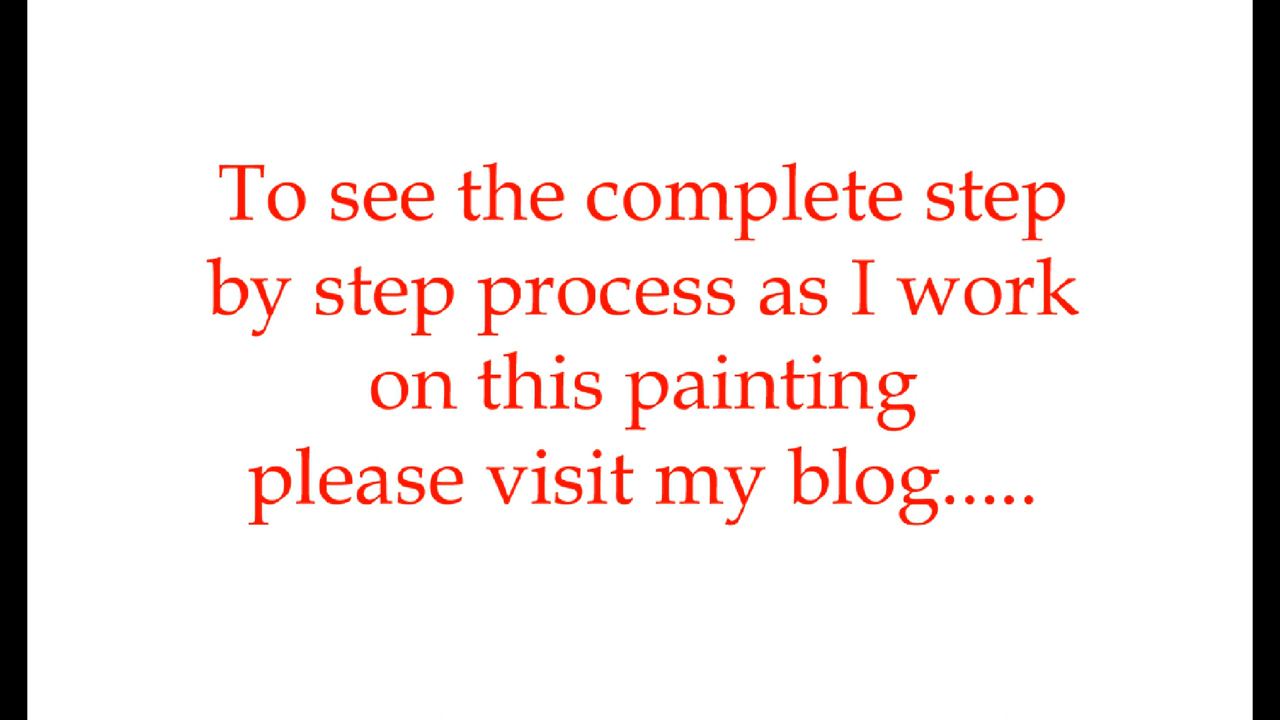 To see the complete step
by step process as I work
on this painting
please visit my blog.....